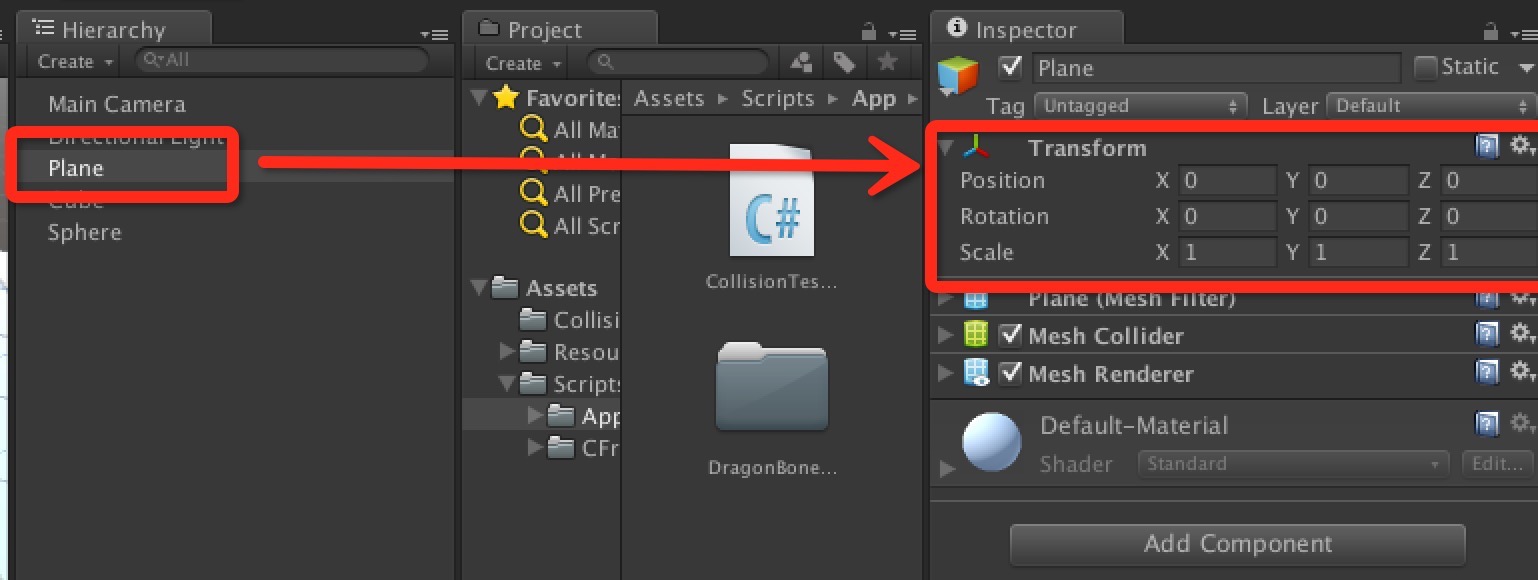 Hierarchy
Create
All
Main Camera
Directional Light
Plane
Cube
Sphere
Project
Create
Favorites
All Ma
All M
All Pre
All Scr
Assets
Collisi
Resou
Scripts
App
CFr
Assets Scripts App
C#
CollisionTes...
DragonBone...
Inspector
Plane Static
Tag Untagged Layer Default
Transform
Position X 0 Y 0 Z 0
Rotation X 0 Y 0 Z 0
Scale X 1 Y 1 Z 1
Plane (Mesh Filter)
Mesh Collider
Mesh Renderer
Default-Material
Shader Standard Edit...
Add Component